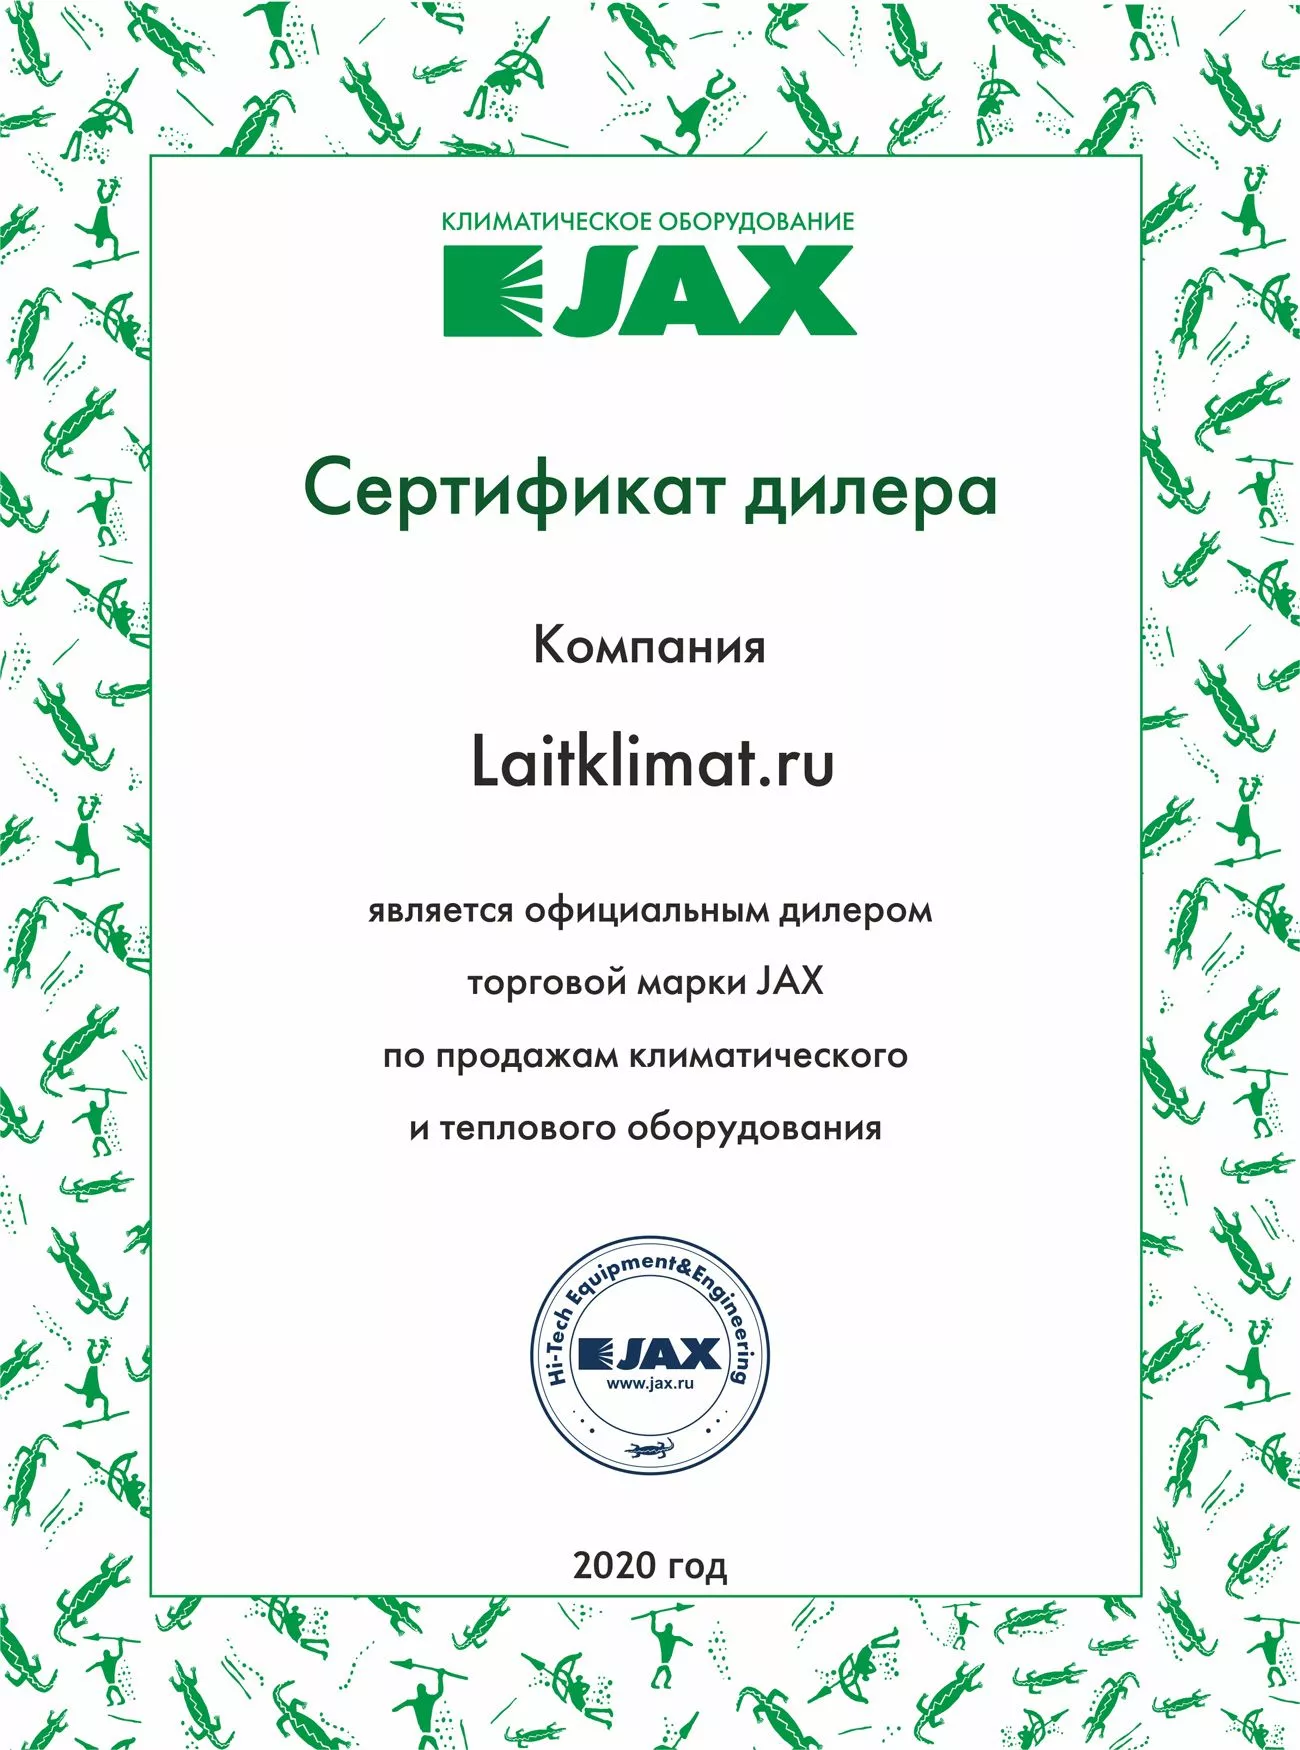 КЛИМАТИЧЕСКОЕ ОБОРУДОВАНИЕ
JAX
Сертификат дилера
Компания
Laitklimat.ru
является официальным дилером
торговой марки JAX
по продажам климатического
и теплового оборудования
Hi-Tech Equipment&Engineering
JAX
www.jax.ru
2020 год